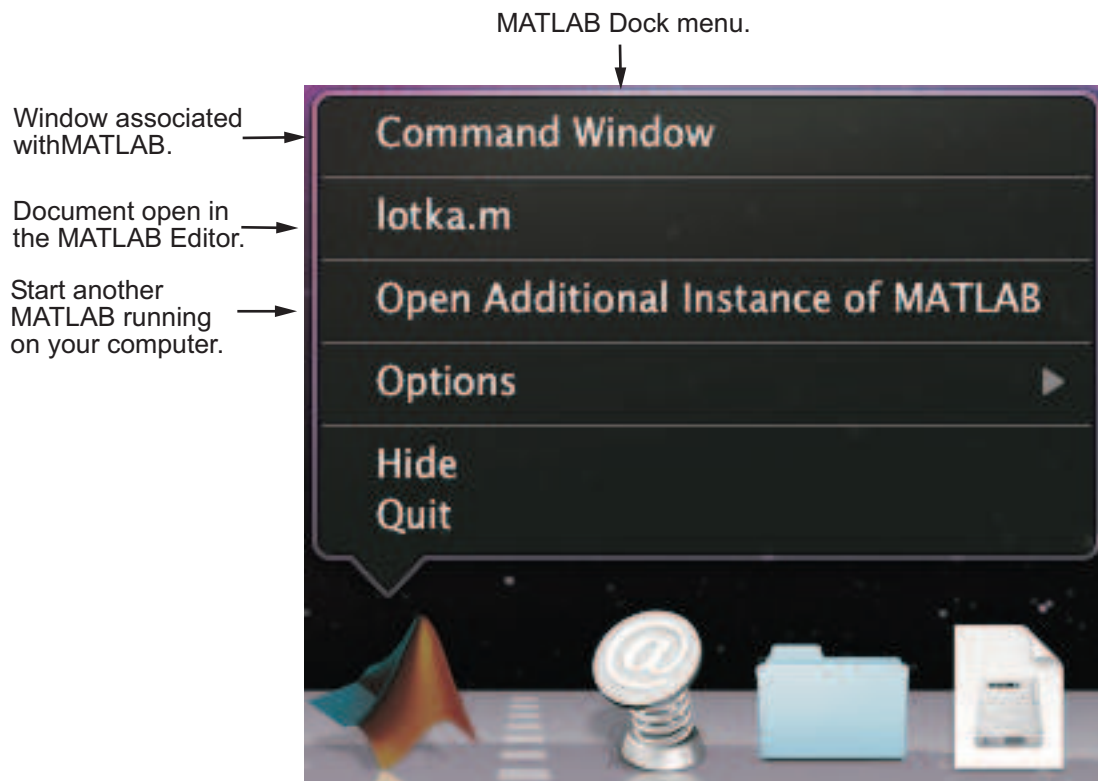 MATLAB Dock menu.
Window associated
withMATLAB.
Command Window
Document open in
the MATLAB Editor.
lotka.m
Start another
MATLAB running
on your computer.
Open Additional Instance of MATLAB
Options
Hide
Quit
@